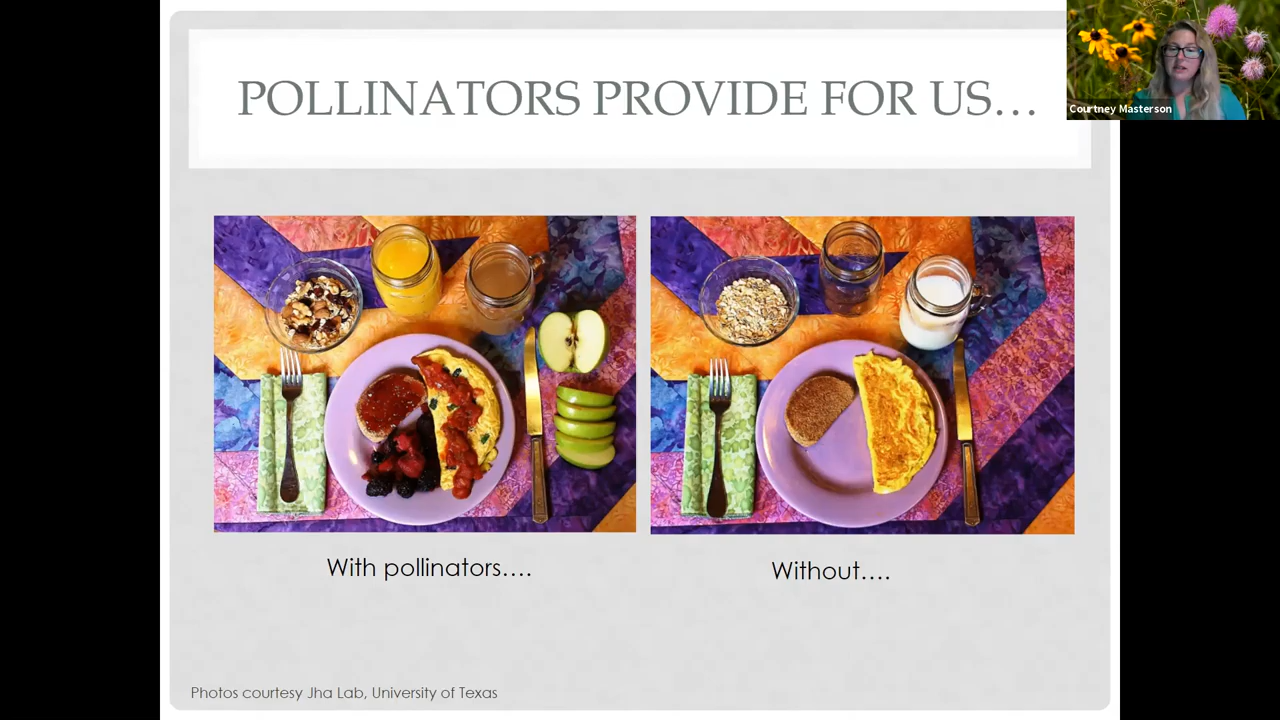 POLLINATORS PROVIDE FOR US...
Courtney Masterson
With pollinators....
Without....
Photos courtesy Jha Lab, University of Texas